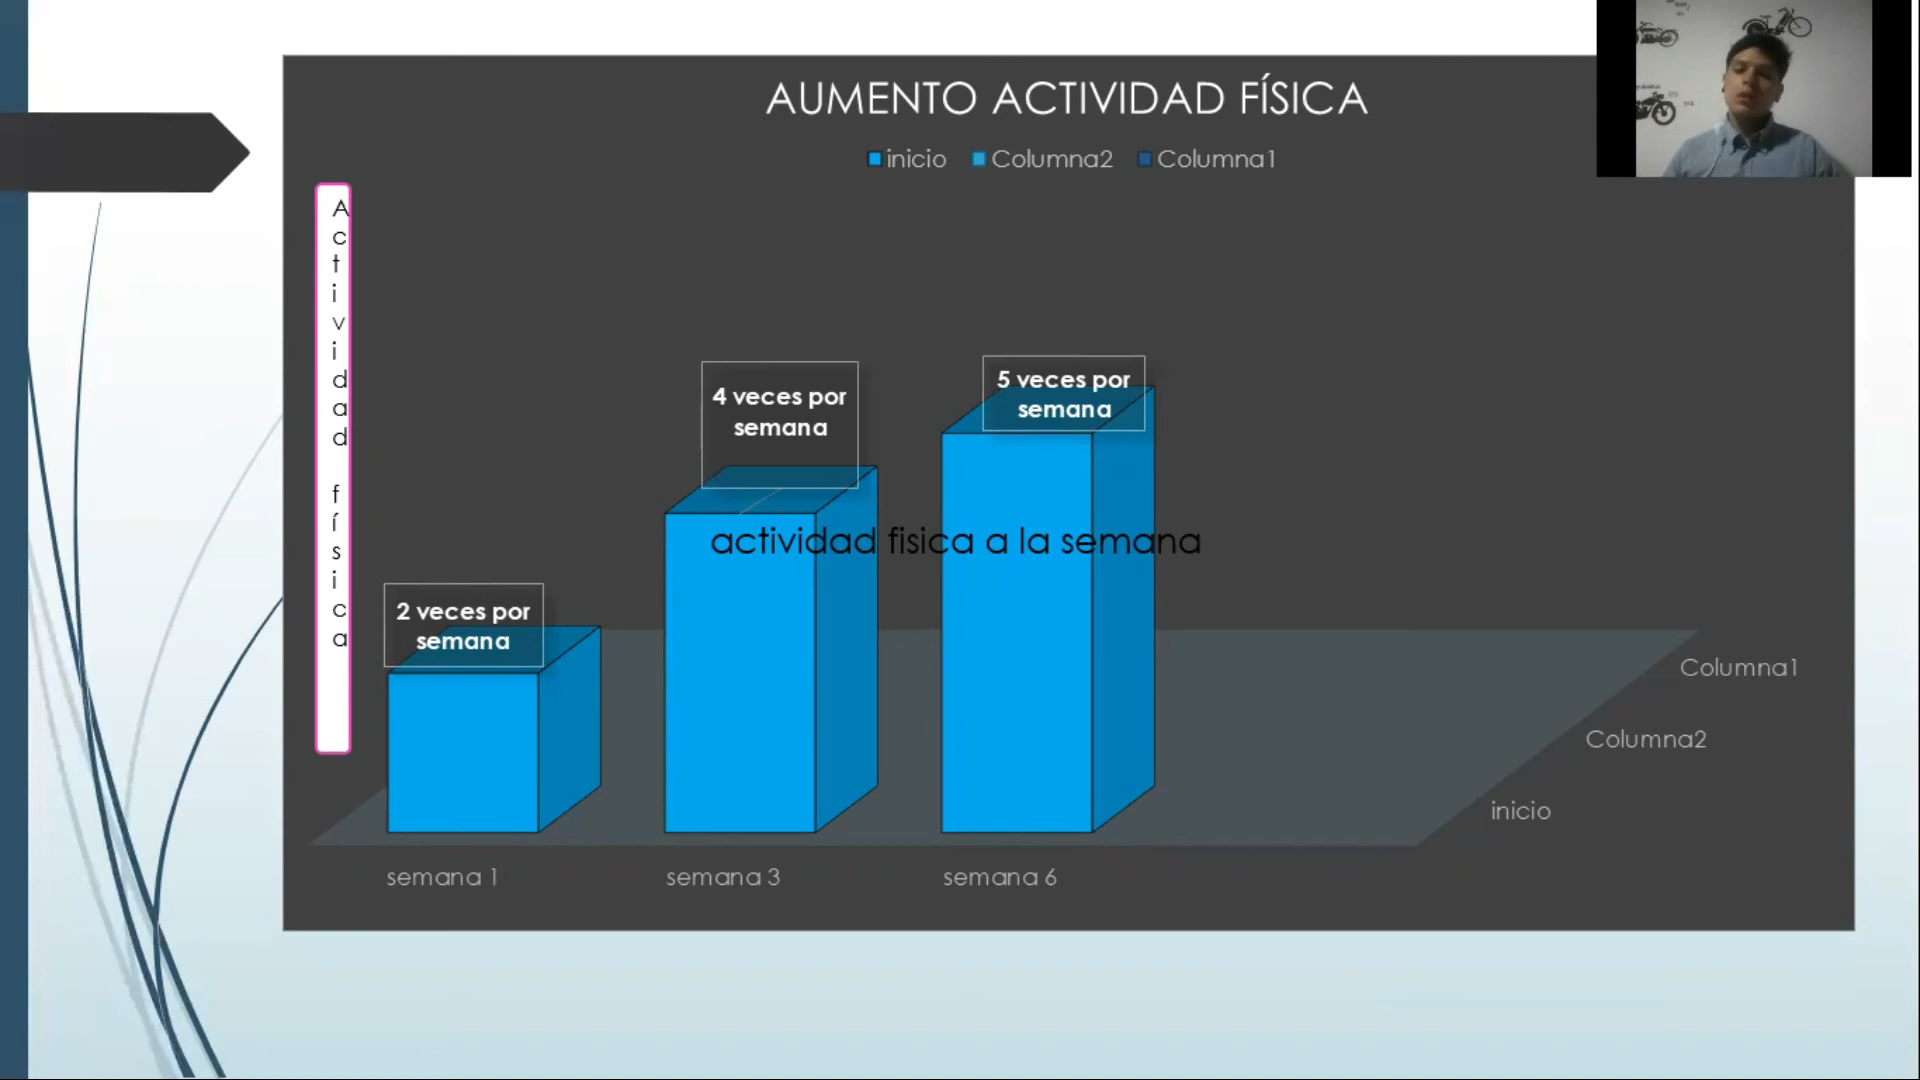 AUMENTO ACTIVIDAD FÍSICA
inicio Columna2 Columna1
Actividad física
5 veces por
semana
4 veces por
semana
actividad fisica a la semana
2 veces por
semana
Columna1
Columna2
inicio
semana 1 semana 3 semana 6